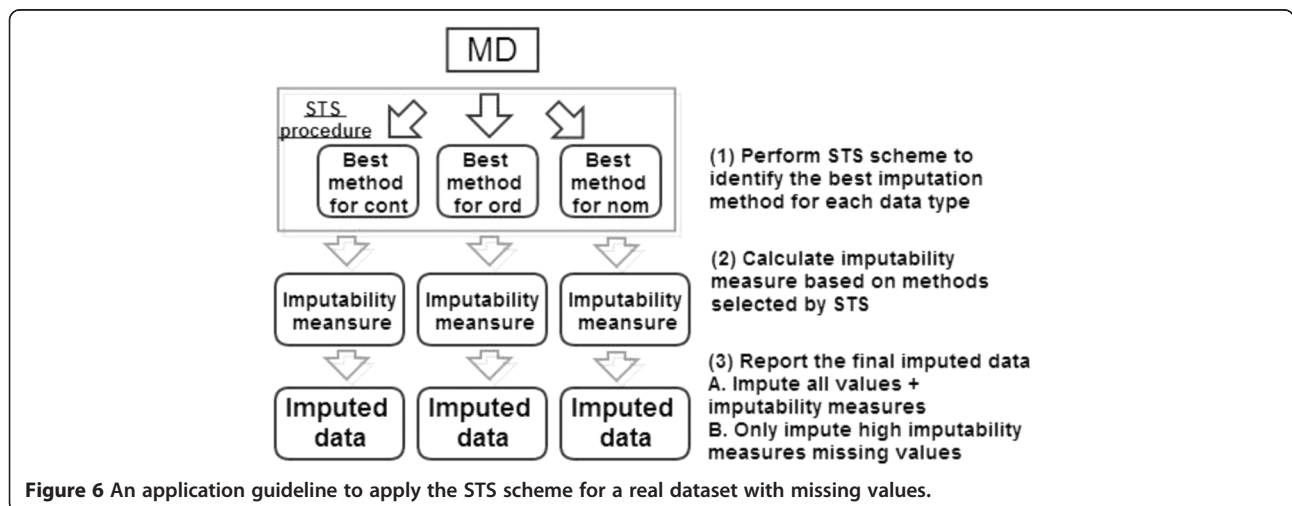 MD
STS
procedure
Best
method
for cont
Best
method
for ord
Best
method
for nom
(1) Perform STS scheme to
identify the best imputation
method for each data type
Imputability
meansure
Imputability
meansure
Imputability
meansure
(2) Calculate imputability
measure based on methods
selected by STS
Imputed
data
Imputed
data
Imputed
data
(3) Report the final imputed data
A. Impute all values +
imputability measures
B. Only impute high imputability
measures missing values
Figure 6 An application guideline to apply the STS scheme for a real dataset with missing values.